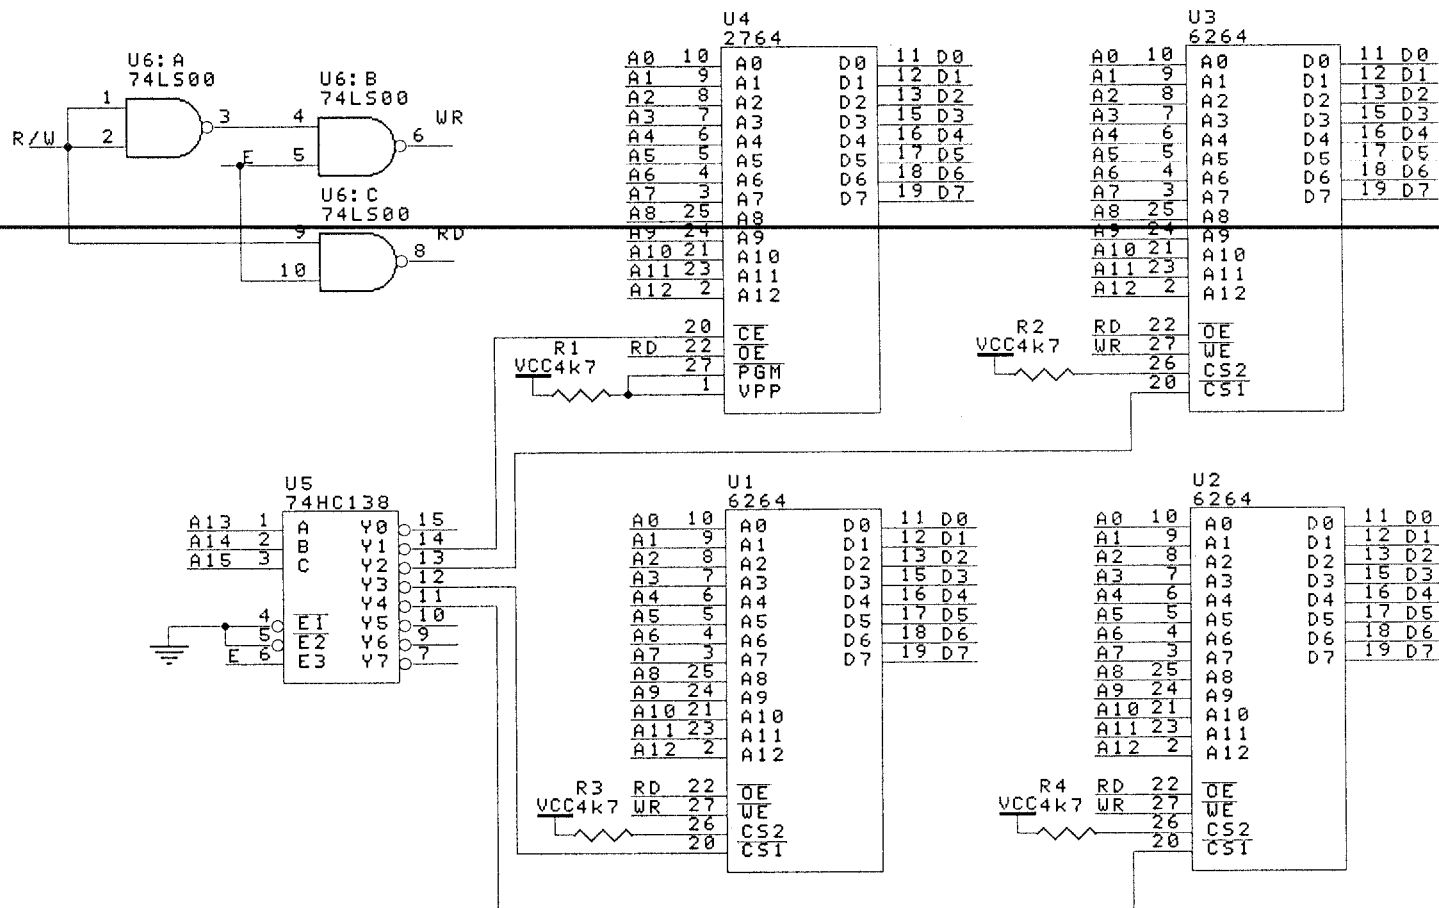 U6:A
74LS00
1
2
3
R/W
U6:B
74LS00
4
5
6
WR
E
U6:C
74LS00
9
10
8
RD
U4
2764
A0 10 A0 D0 11 D0
A1 9 A1 D1 12 D1
A2 8 A2 D2 13 D2
A3 7 A3 D3 15 D3
A4 6 A4 D4 16 D4
A5 5 A5 D5 17 D5
A6 4 A6 D6 18 D6
A7 3 A7 D7 19 D7
A8 25 A8
A9 24 A9
A10 21 A10
A11 23 A11
A12 2 A12
20 CE
RD 22 OE
27 PGM
1 VPP
R1
VCC 4k7
U3
6264
A0 10 A0 D0 11 D0
A1 9 A1 D1 12 D1
A2 8 A2 D2 13 D2
A3 7 A3 D3 15 D3
A4 6 A4 D4 16 D4
A5 5 A5 D5 17 D5
A6 4 A6 D6 18 D6
A7 3 A7 D7 19 D7
A8 25 A8
A9 24 A9
A10 21 A10
A11 23 A11
A12 2 A12
RD 22 OE
WR 27 WE
26 CS2
20 CS1
R2
VCC 4k7
U5
74HC138
A13 1 A Y0 15
A14 2 B Y1 14
A15 3 C Y2 13
Y3 12
Y4 11
4 E1 Y5 10
5 E2 Y6 9
E 6 E3 Y7 7
U1
6264
A0 10 A0 D0 11 D0
A1 9 A1 D1 12 D1
A2 8 A2 D2 13 D2
A3 7 A3 D3 15 D3
A4 6 A4 D4 16 D4
A5 5 A5 D5 17 D5
A6 4 A6 D6 18 D6
A7 3 A7 D7 19 D7
A8 25 A8
A9 24 A9
A10 21 A10
A11 23 A11
A12 2 A12
RD 22 OE
WR 27 WE
26 CS2
20 CS1
R3
VCC 4k7
U2
6264
A0 10 A0 D0 11 D0
A1 9 A1 D1 12 D1
A2 8 A2 D2 13 D2
A3 7 A3 D3 15 D3
A4 6 A4 D4 16 D4
A5 5 A5 D5 17 D5
A6 4 A6 D6 18 D6
A7 3 A7 D7 19 D7
A8 25 A8
A9 24 A9
A10 21 A10
A11 23 A11
A12 2 A12
RD 22 OE
WR 27 WE
26 CS2
20 CS1
R4
VCC 4k7